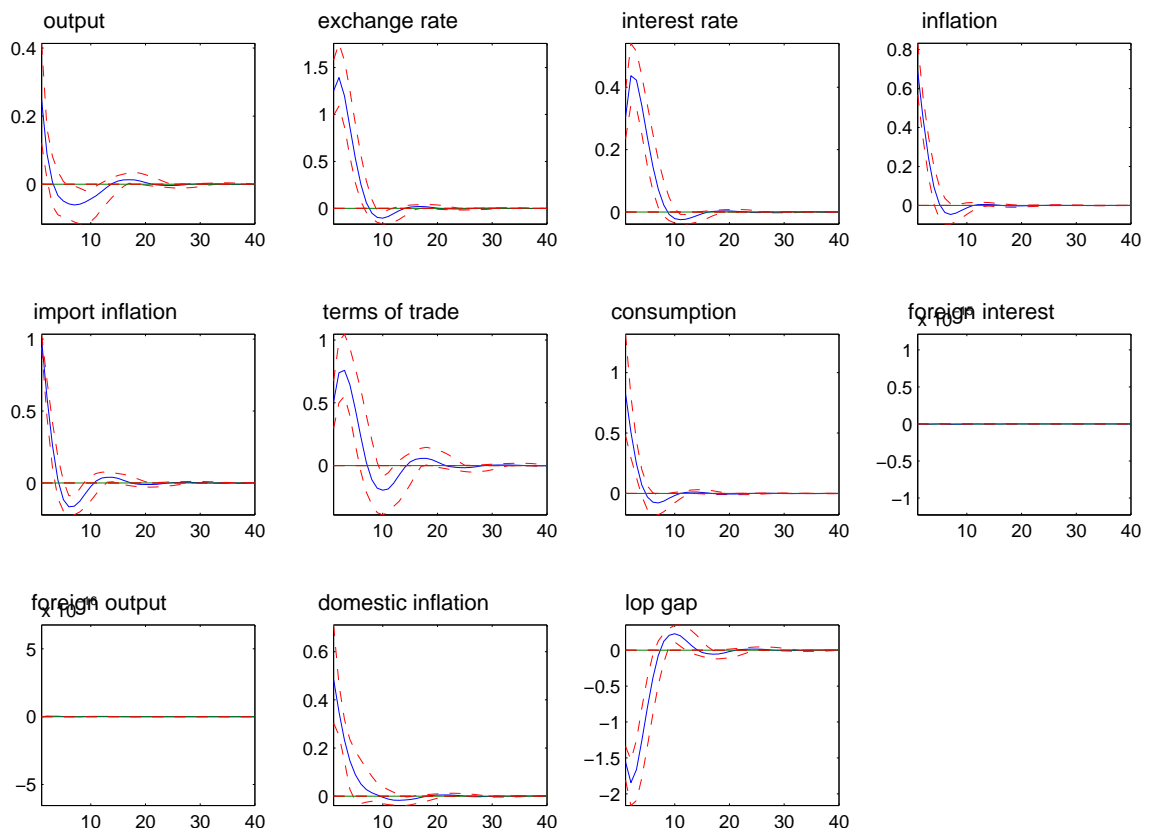 output
0.4
0.2
0
10 20 30 40
exchange rate
1.5
1
0.5
0
10 20 30 40
interest rate
0.4
0.2
0
10 20 30 40
inflation
0.8
0.6
0.4
0.2
0
10 20 30 40
import inflation
1
0.5
0
10 20 30 40
terms of trade
1
0.5
0
10 20 30 40
consumption
1
0.5
0
10 20 30 40
foreign interest
x 10
1
0.5
0
−0.5
−1
10 20 30 40
foreign output
x 10
5
0
−5
10 20 30 40
domestic inflation
0.6
0.4
0.2
0
10 20 30 40
lop gap
0
−0.5
−1
−1.5
−2
10 20 30 40